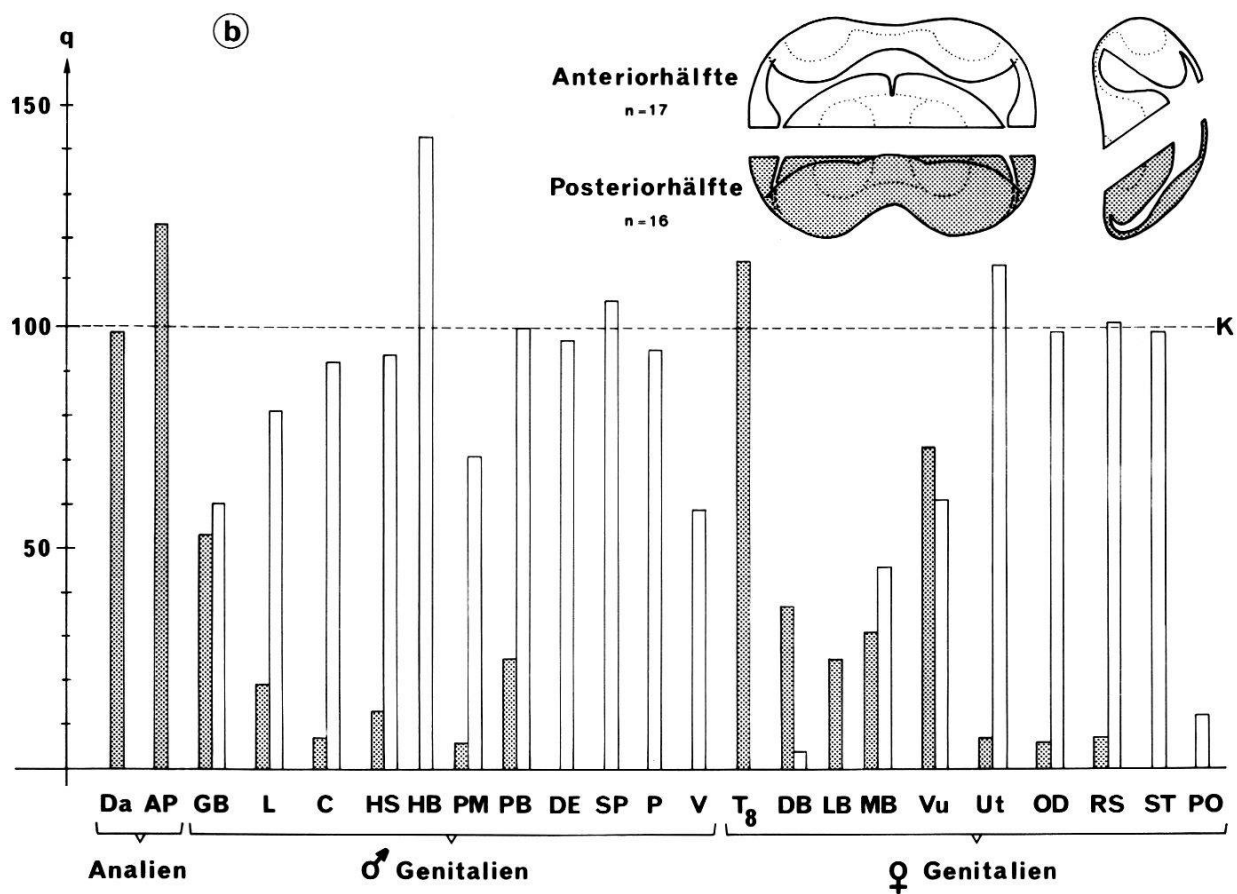 b
q
Anteriorhälfte
n=17
Posteriorhälfte
n=16
150
100
50
K
Da AP GB L C HS HB PM PB DE SP P V T8 DB LB MB Vu Ut OD RS ST PO
Analien ♂ Genitalien ♀ Genitalien